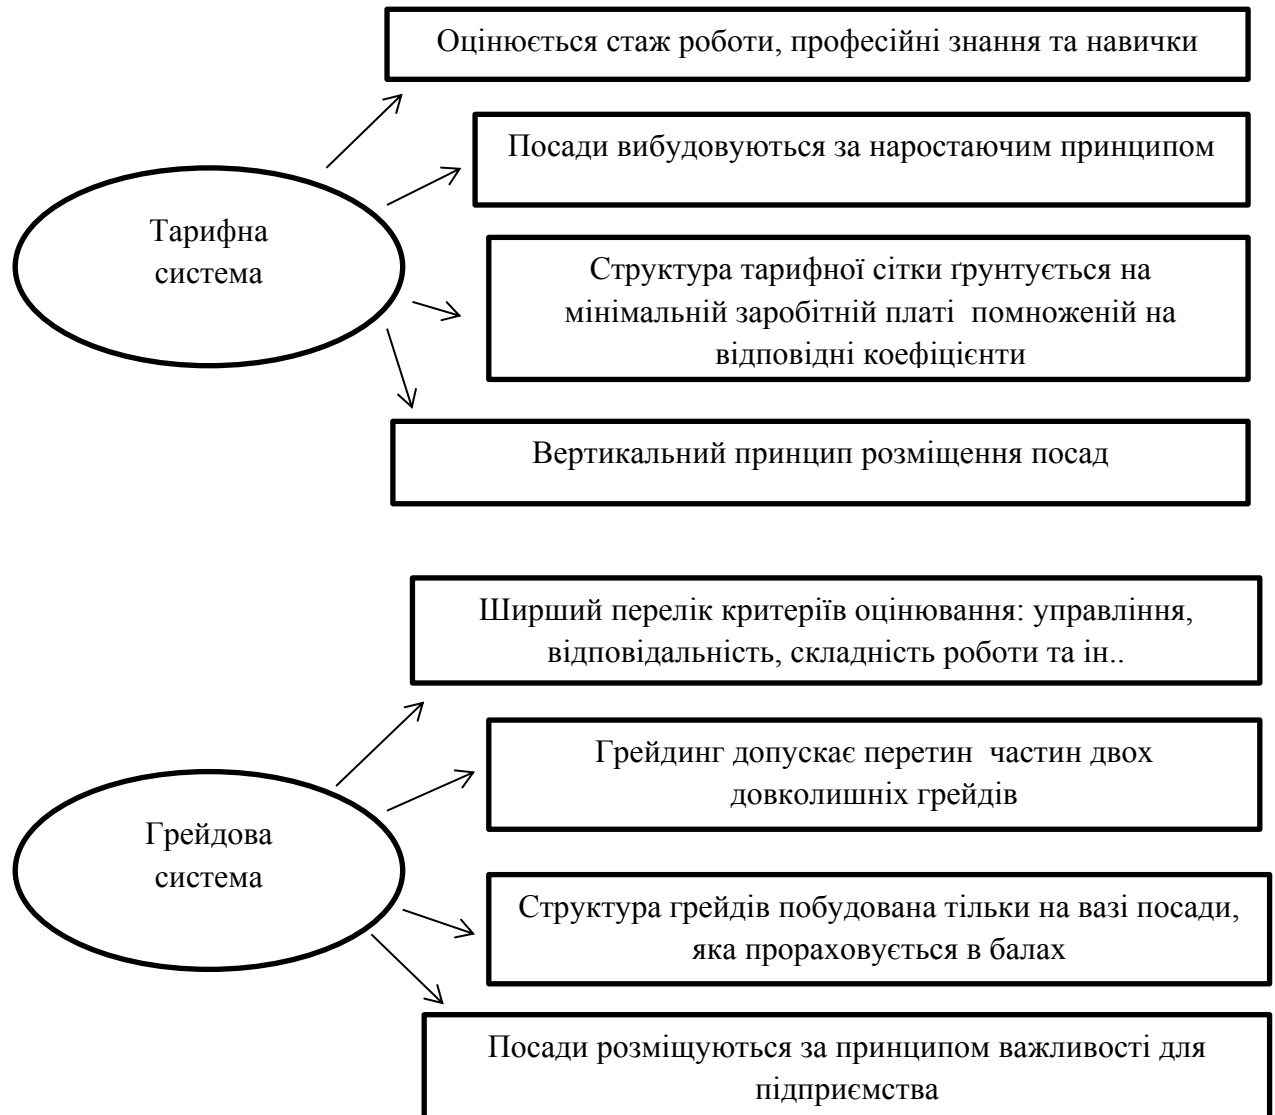 Оцінюється стаж роботи, професійні знання та навички
Посади вибудовуються за наростаючим принципом
Тарифна
система
Структура тарифної сітки ґрунтується на
мінімальній заробітній платі помноженій на
відповідні коефіцієнти
Вертикальний принцип розміщення посад
Ширший перелік критеріїв оцінювання: управління,
відповідальність, складність роботи та ін..
Грейдинг допускає перетин частин двох
довколишніх грейдів
Грейдова
система
Структура грейдів побудована тільки на вазі посади,
яка прораховується в балах
Посади розміщуються за принципом важливості для
підприємства